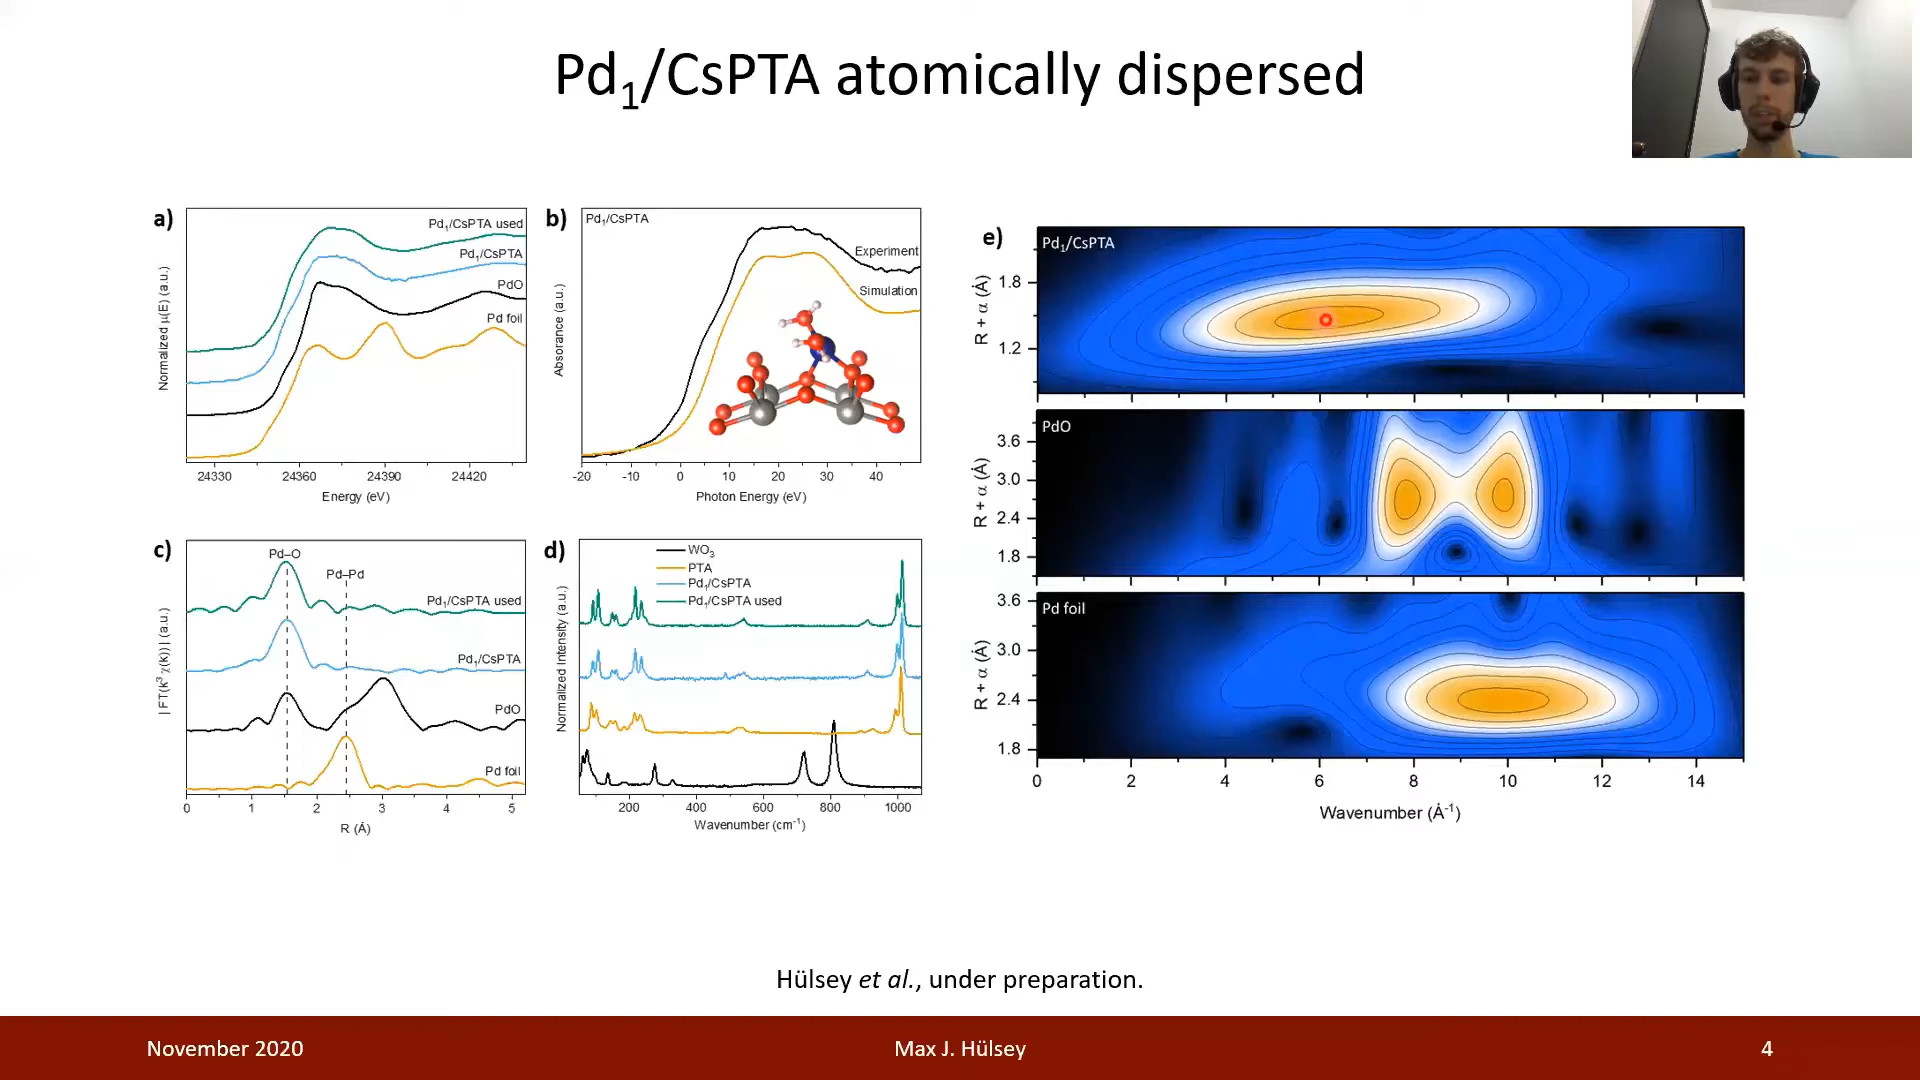 Pd₁/CsPTA atomically dispersed
a)
Pd₁/CsPTA used
Pd₁/CsPTA
PdO
Pd foil
Normalized μ(E) (a.u.)
24330 24360 24390 24420
Energy (eV)
b)
Pd₁/CsPTA
Experiment
Simulation
Absorance (a.u.)
-20 -10 0 10 20 30 40
Photon Energy (eV)
c)
Pd–O
Pd–Pd
Pd₁/CsPTA used
Pd₁/CsPTA
PdO
Pd foil
| FT(k³ χ(k)) | (a.u.)
0 1 2 3 4 5
R (Å)
d)
WO₃
PTA
Pd₁/CsPTA
Pd₁/CsPTA used
Normalized Intensity (a.u.)
200 400 600 800 1000
Wavenumber (cm⁻¹)
e)
Pd₁/CsPTA
R + α (Å)
1.8
1.2
PdO
R + α (Å)
3.6
3.0
2.4
1.8
Pd foil
R + α (Å)
3.6
3.0
2.4
1.8
0 2 4 6 8 10 12 14
Wavenumber (Å⁻¹)
Hülsey et al., under preparation.
November 2020
Max J. Hülsey
4